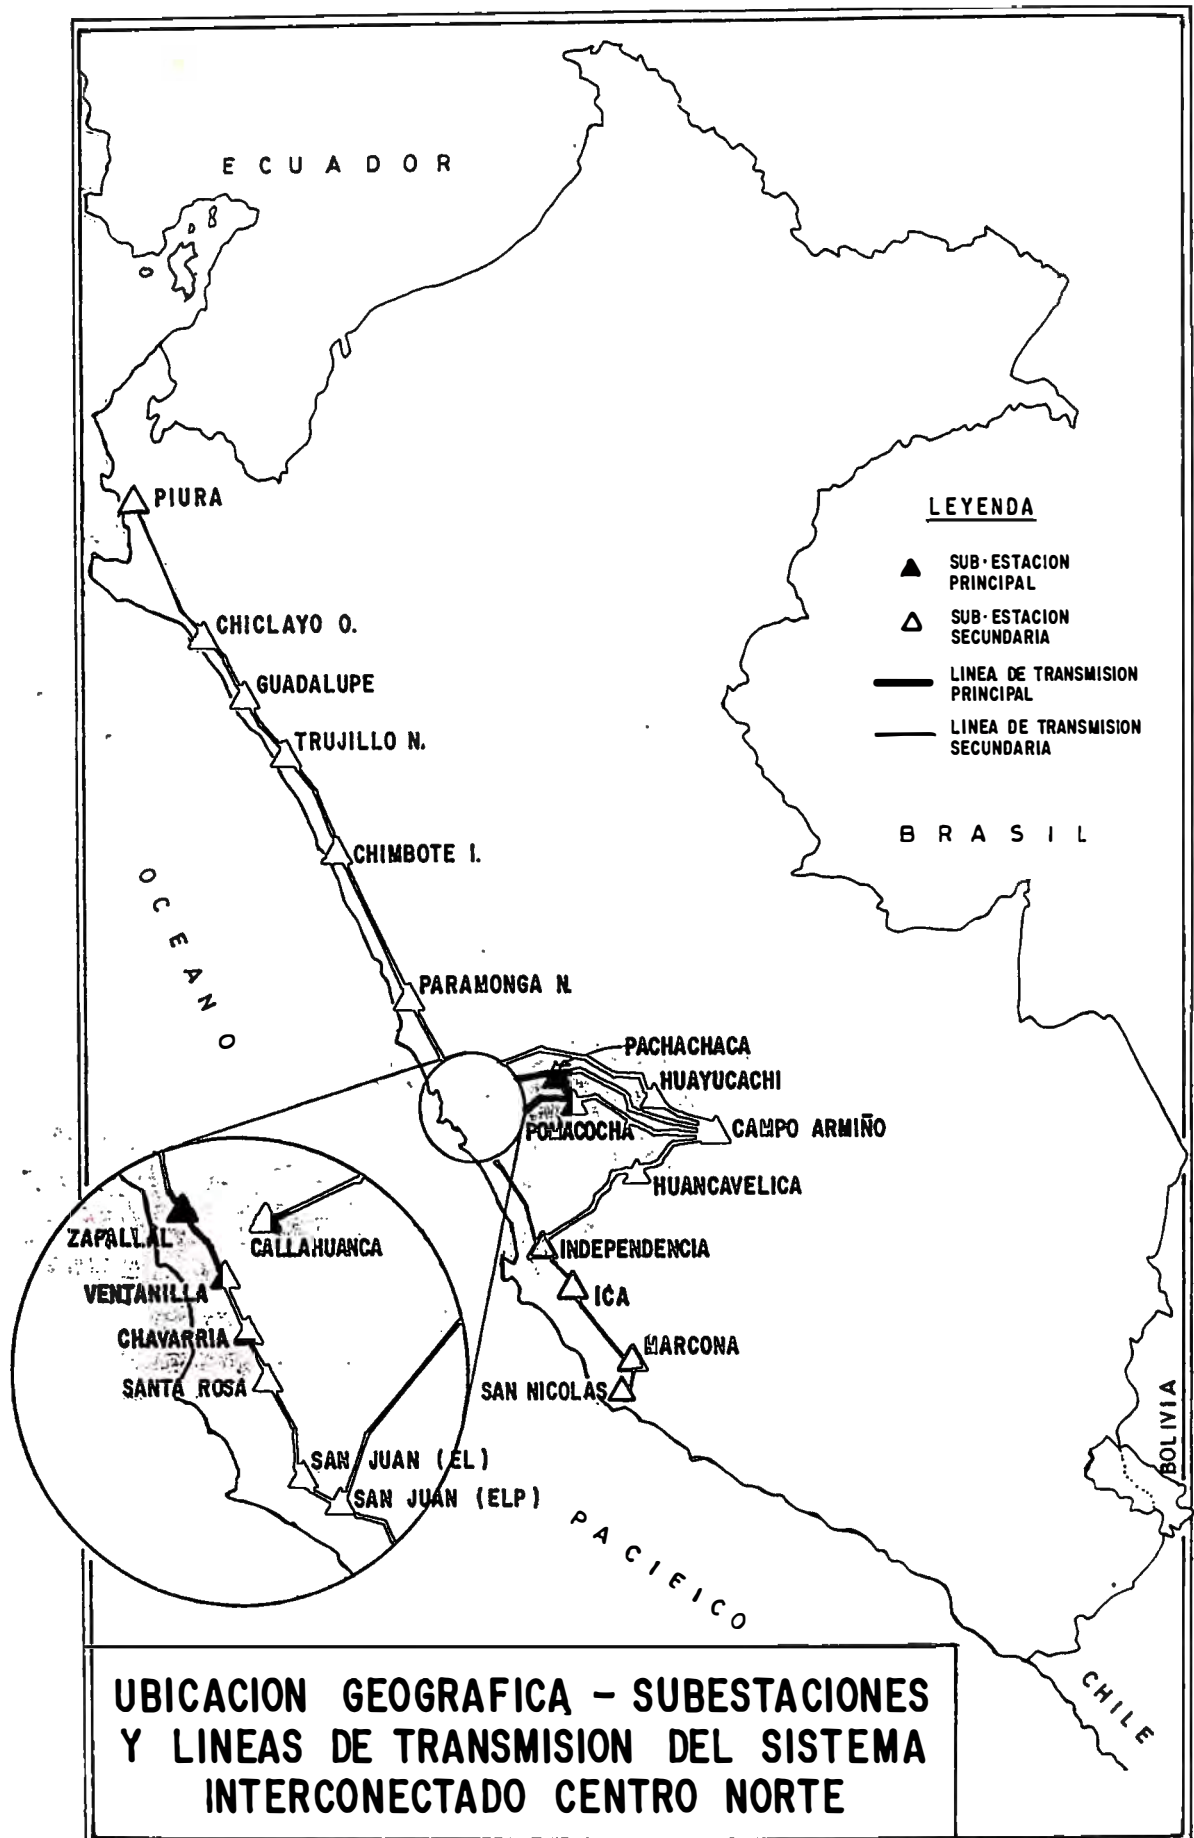 ECUADOR
PIURA
LEYENDA
SUB-ESTACION
PRINCIPAL
SUB-ESTACION
SECUNDARIA
LINEA DE TRANSMISION
PRINCIPAL
LINEA DE TRANSMISION
SECUNDARIA
CHICLAYO O.
GUADALUPE
TRUJILLO N.
BRASIL
CHIMBOTE I.
OCEANO
PARAMONGA N.
PACHACHACA
HUAYUCACHI
POMACOCHA
CAMPO ARMIÑO
HUANCAVELICA
ZAPALLAL
CALLAHUANCA
INDEPENDENCIA
VENTANILLA
ICA
CHAVARRIA
MARCONA
SANTA ROSA
SAN NICOLAS
SAN JUAN (EL)
SAN JUAN (ELP)
BOLIVIA
PACIFICO
CHILE
UBICACION GEOGRAFICA - SUBESTACIONES
Y LINEAS DE TRANSMISION DEL SISTEMA
INTERCONECTADO CENTRO NORTE